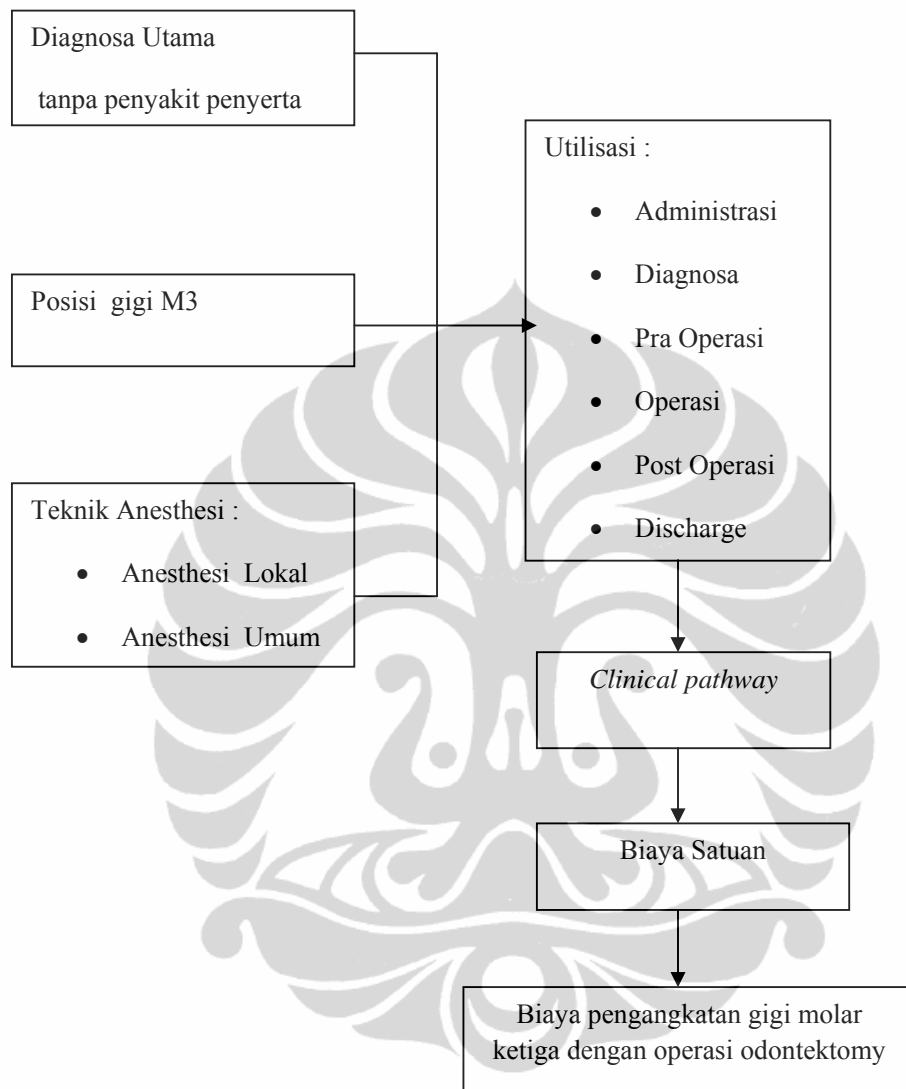 Diagnosa Utama
tanpa penyakit penyerta
Posisi gigi M3
Teknik Anesthesi :
• Anesthesi Lokal
• Anesthesi Umum
Utilisasi :
• Administrasi
• Diagnosa
• Pra Operasi
• Operasi
• Post Operasi
• Discharge
Clinical pathway
Biaya Satuan
Biaya pengangkatan gigi molar
ketiga dengan operasi odontektomy